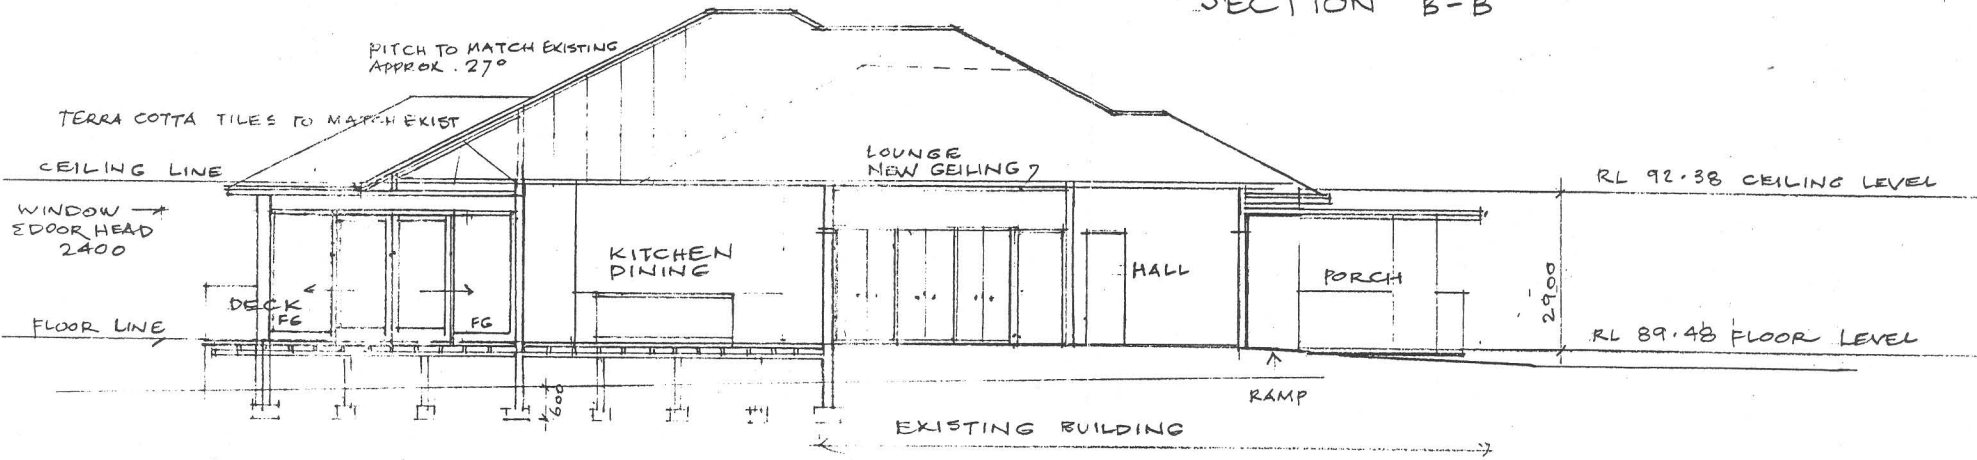 SECTION B-B
PITCH TO MATCH EXISTING
APPROX. 27°
TERRA COTTA TILES TO MATCH EXIST
CEILING LINE
LOUNGE
NEW CEILING
RL 92.38 CEILING LEVEL
WINDOW
& DOOR HEAD
2400
KITCHEN
DINING
HALL
PORCH
2900
DECK
FG
FG
FLOOR LINE
RL 89.48 FLOOR LEVEL
600
RAMP
EXISTING BUILDING